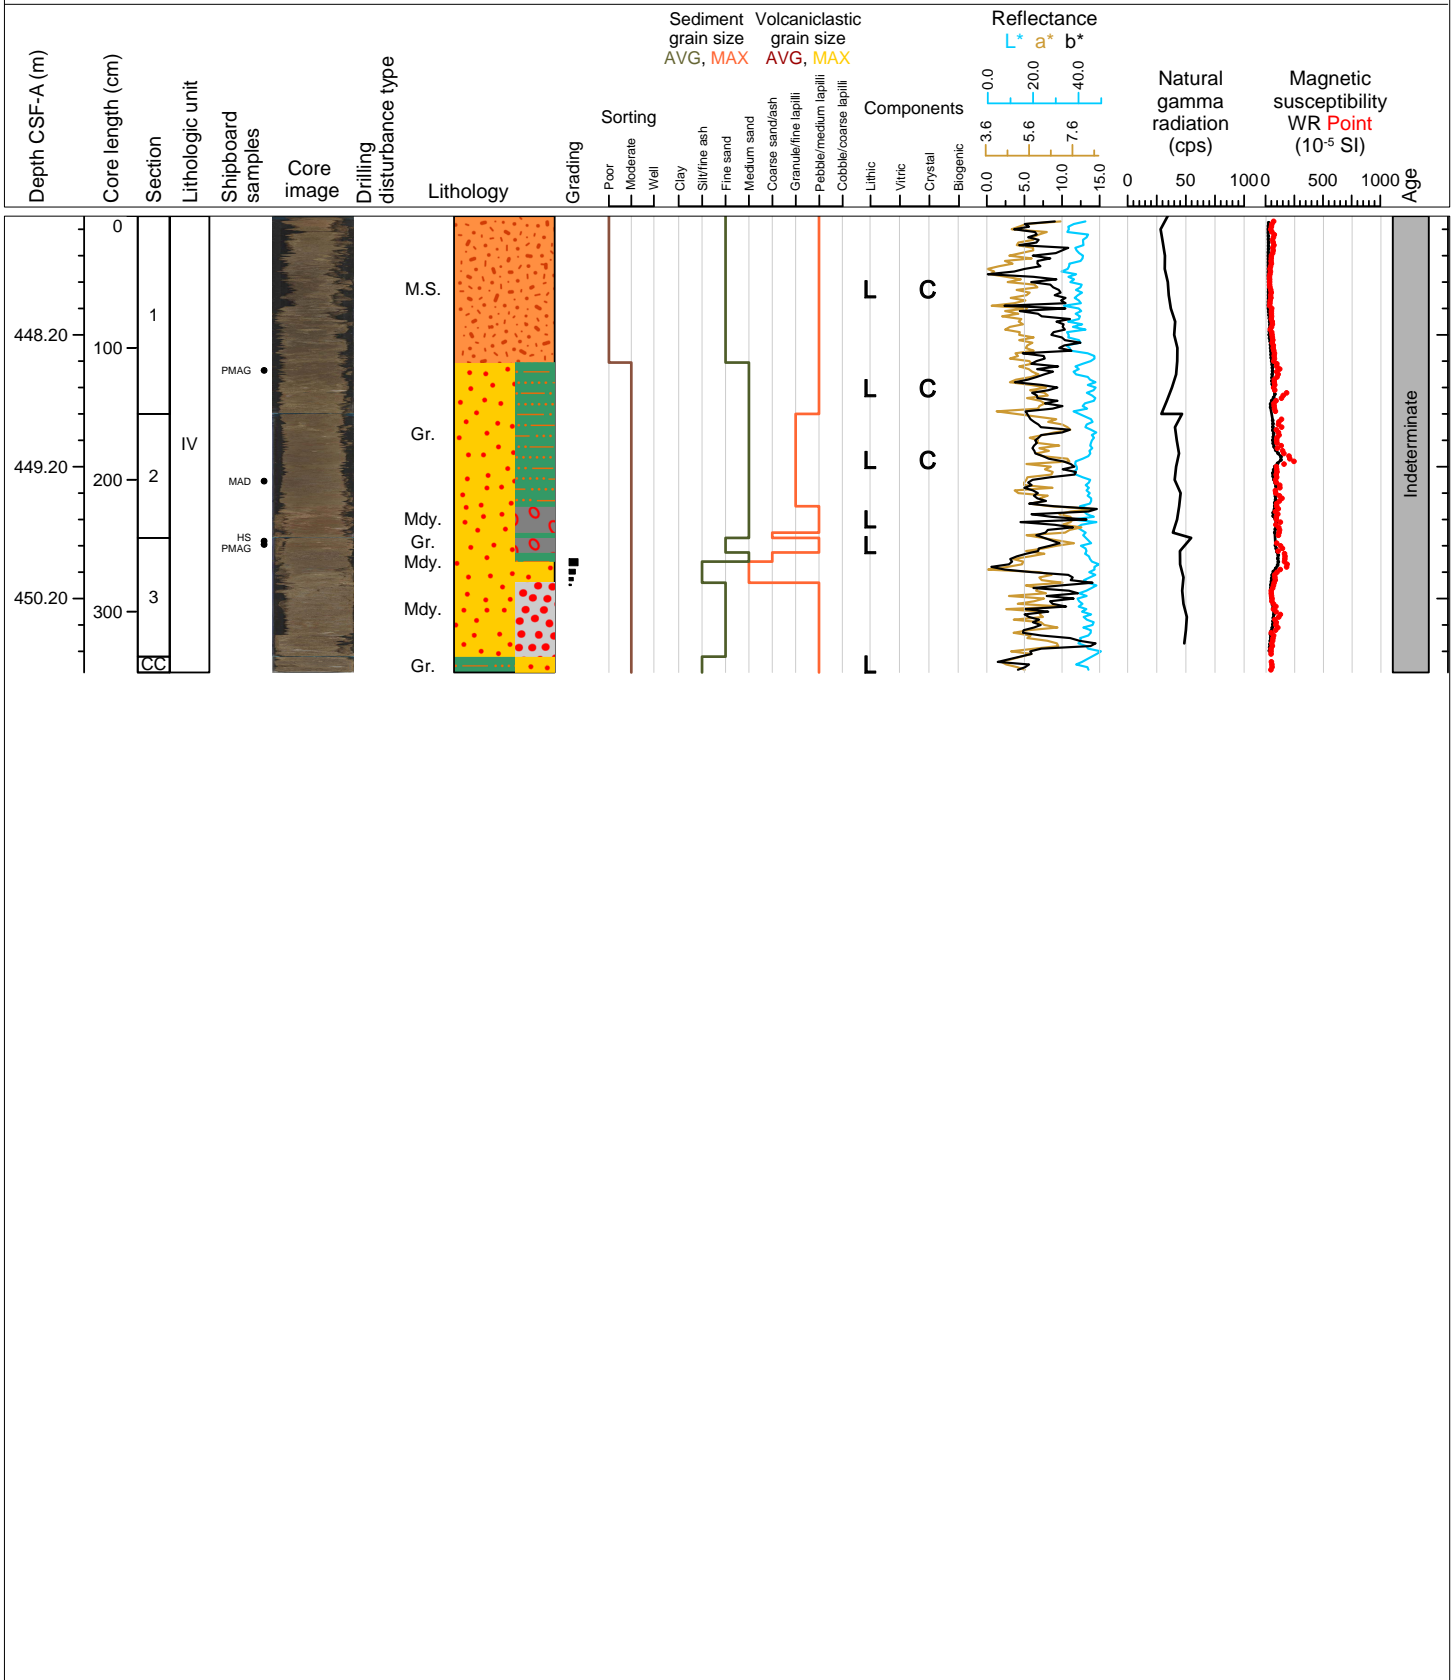 Depth CSF-A (m)
Core length (cm)
Section
Lithologic unit
Shipboard
samples
Core
image
Drilling
disturbance type
Lithology
Grading
Sorting
Poor
Moderate
Well
Sediment
grain size
AVG, MAX
Volcaniclastic
grain size
AVG, MAX
Clay
Silt/fine ash
Fine sand
Medium sand
Coarse sand/ash
Granule/fine lapilli
Pebble/medium lapilli
Cobble/coarse lapilli
Components
Lithic
Vitric
Crystal
Biogenic
Reflectance
L* a* b*
0.0 20.0 40.0
3.6 5.6 7.6
0.0 5.0 10.0 15.0
Natural
gamma
radiation
(cps)
0 50 100
Magnetic
susceptibility
WR Point
(10-5 SI)
0 500 1000
Age
0
1
M.S.
L C
448.20
100
PMAG
L C
Gr.
IV
Indeterminate
449.20
200
2
MAD
L C
Mdy.
L
HS
PMAG
Gr.
L
Mdy.
450.20
300
3
Mdy.
CC
Gr.
L